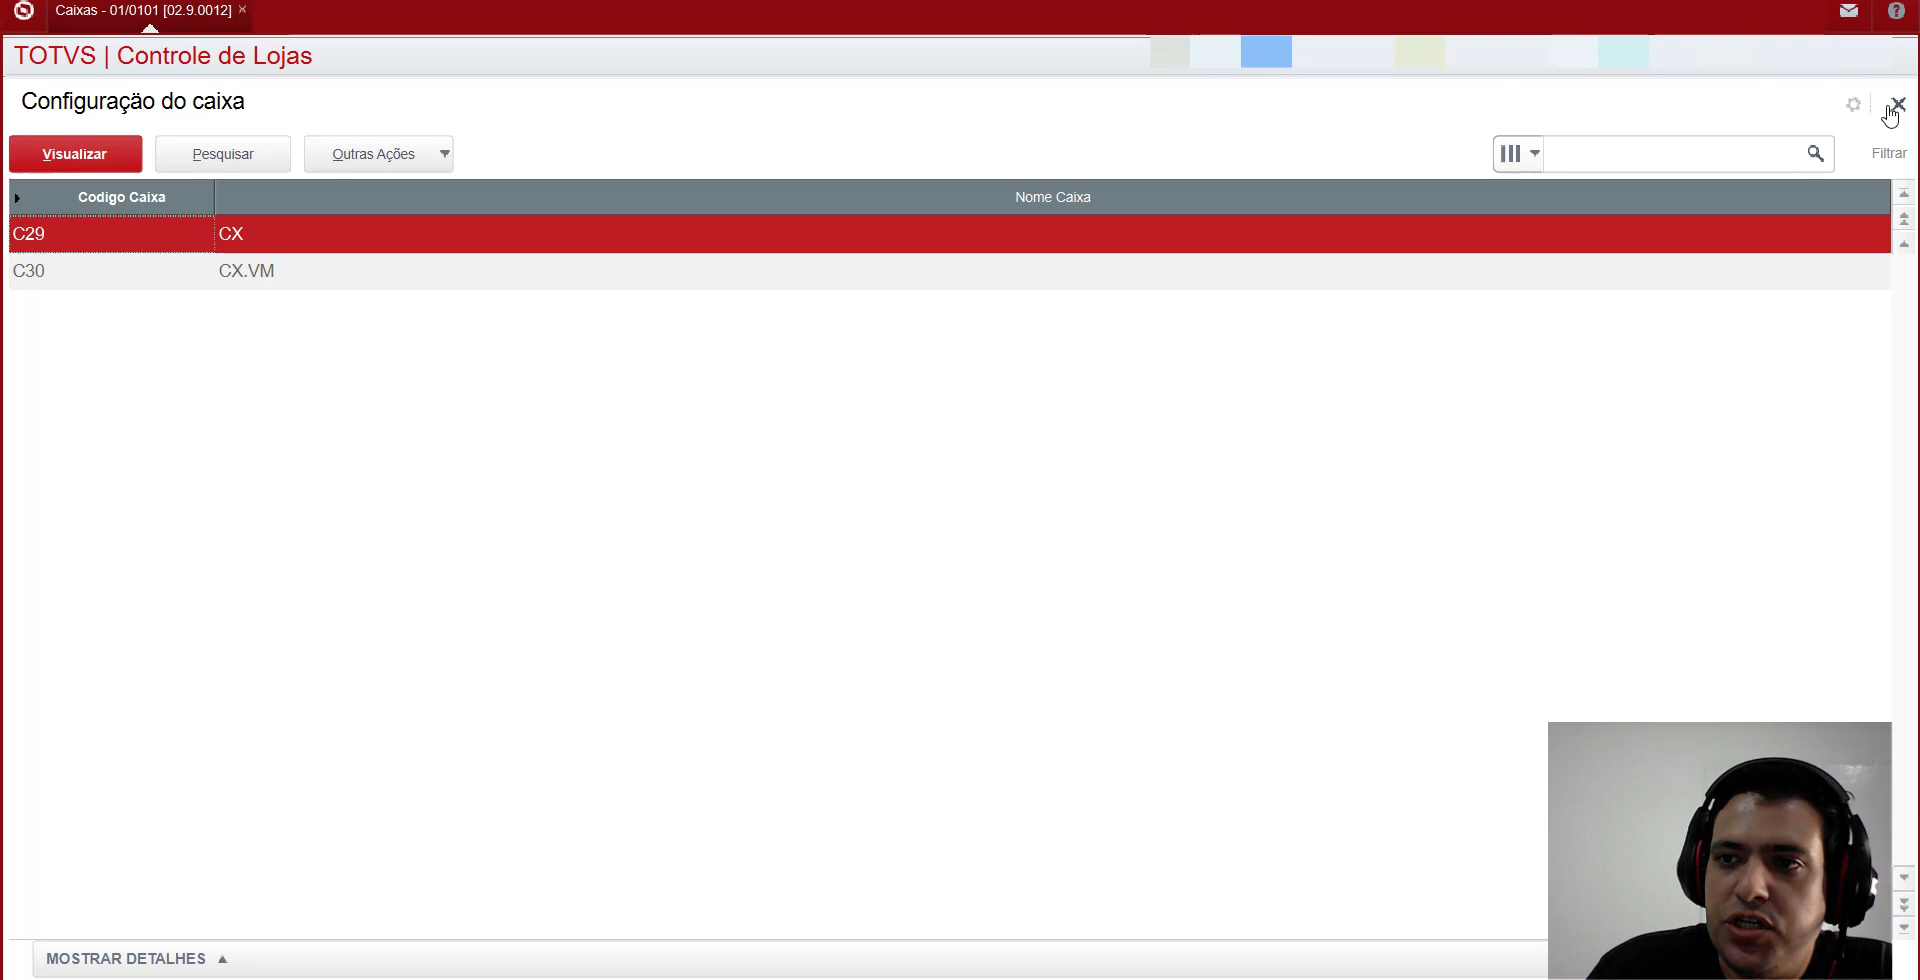 Caixas - 01/0101 [02.9.0012] ×
TOTVS | Controle de Lojas
Configuração do caixa
Visualizar
Pesquisar
Outras Ações
Filtrar
Codigo Caixa
Nome Caixa
C29
CX
C30
CX.VM
MOSTRAR DETALHES